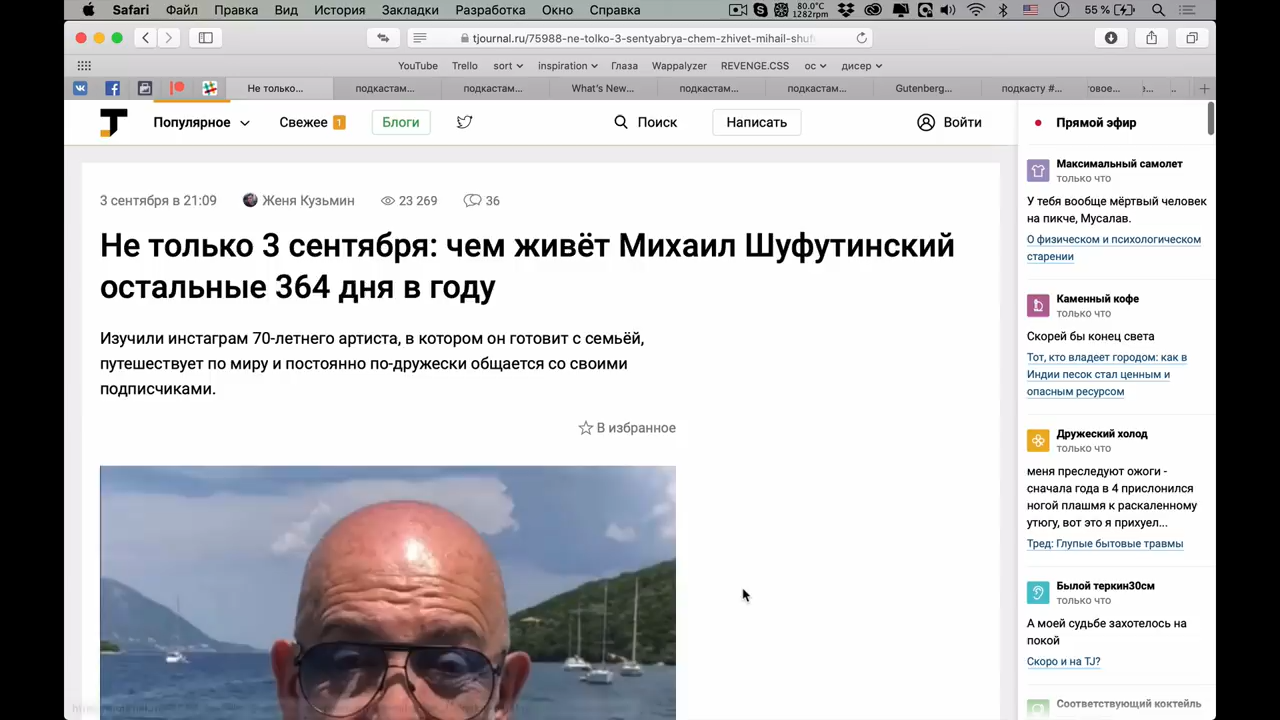 Safari Файл Правка Вид История Закладки Разработка Окно Справка 80.0°C 1282rpm 55 %
tjournal.ru/75988-ne-tolko-3-sentyabrya-chem-zhivet-mihail-shuf
YouTube Trello sort inspiration Глаза Wappalyzer REVENGE.CSS ос дисер
Не только... подкастам... подкастам... What's New... подкастам... подкастам... Gutenberg... подкасту #... говое...
Популярное Свежее 1 Блоги Поиск Написать Войти
3 сентября в 21:09 Женя Кузьмин 23 269 36
Не только 3 сентября: чем живёт Михаил Шуфутинский
остальные 364 дня в году
Изучили инстаграм 70-летнего артиста, в котором он готовит с семьёй,
путешествует по миру и постоянно по-дружески общается со своими
подписчиками.
В избранное
Прямой эфир
Максимальный самолет
только что
У тебя вообще мёртвый человек
на пикче, Мусалав.
О физическом и психологическом
старении
Каменный кофе
только что
Скорей бы конец света
Тот, кто владеет городом: как в
Индии песок стал ценным и
опасным ресурсом
Дружеский холод
только что
меня преследуют ожоги -
сначала года в 4 прислонился
ногой плашмя к раскаленному
утюгу, вот это я прихуел...
Тред: Глупые бытовые травмы
Былой теркин30см
только что
А моей судьбе захотелось на
покой
Скоро и на TJ?
Соответствующий коктейль